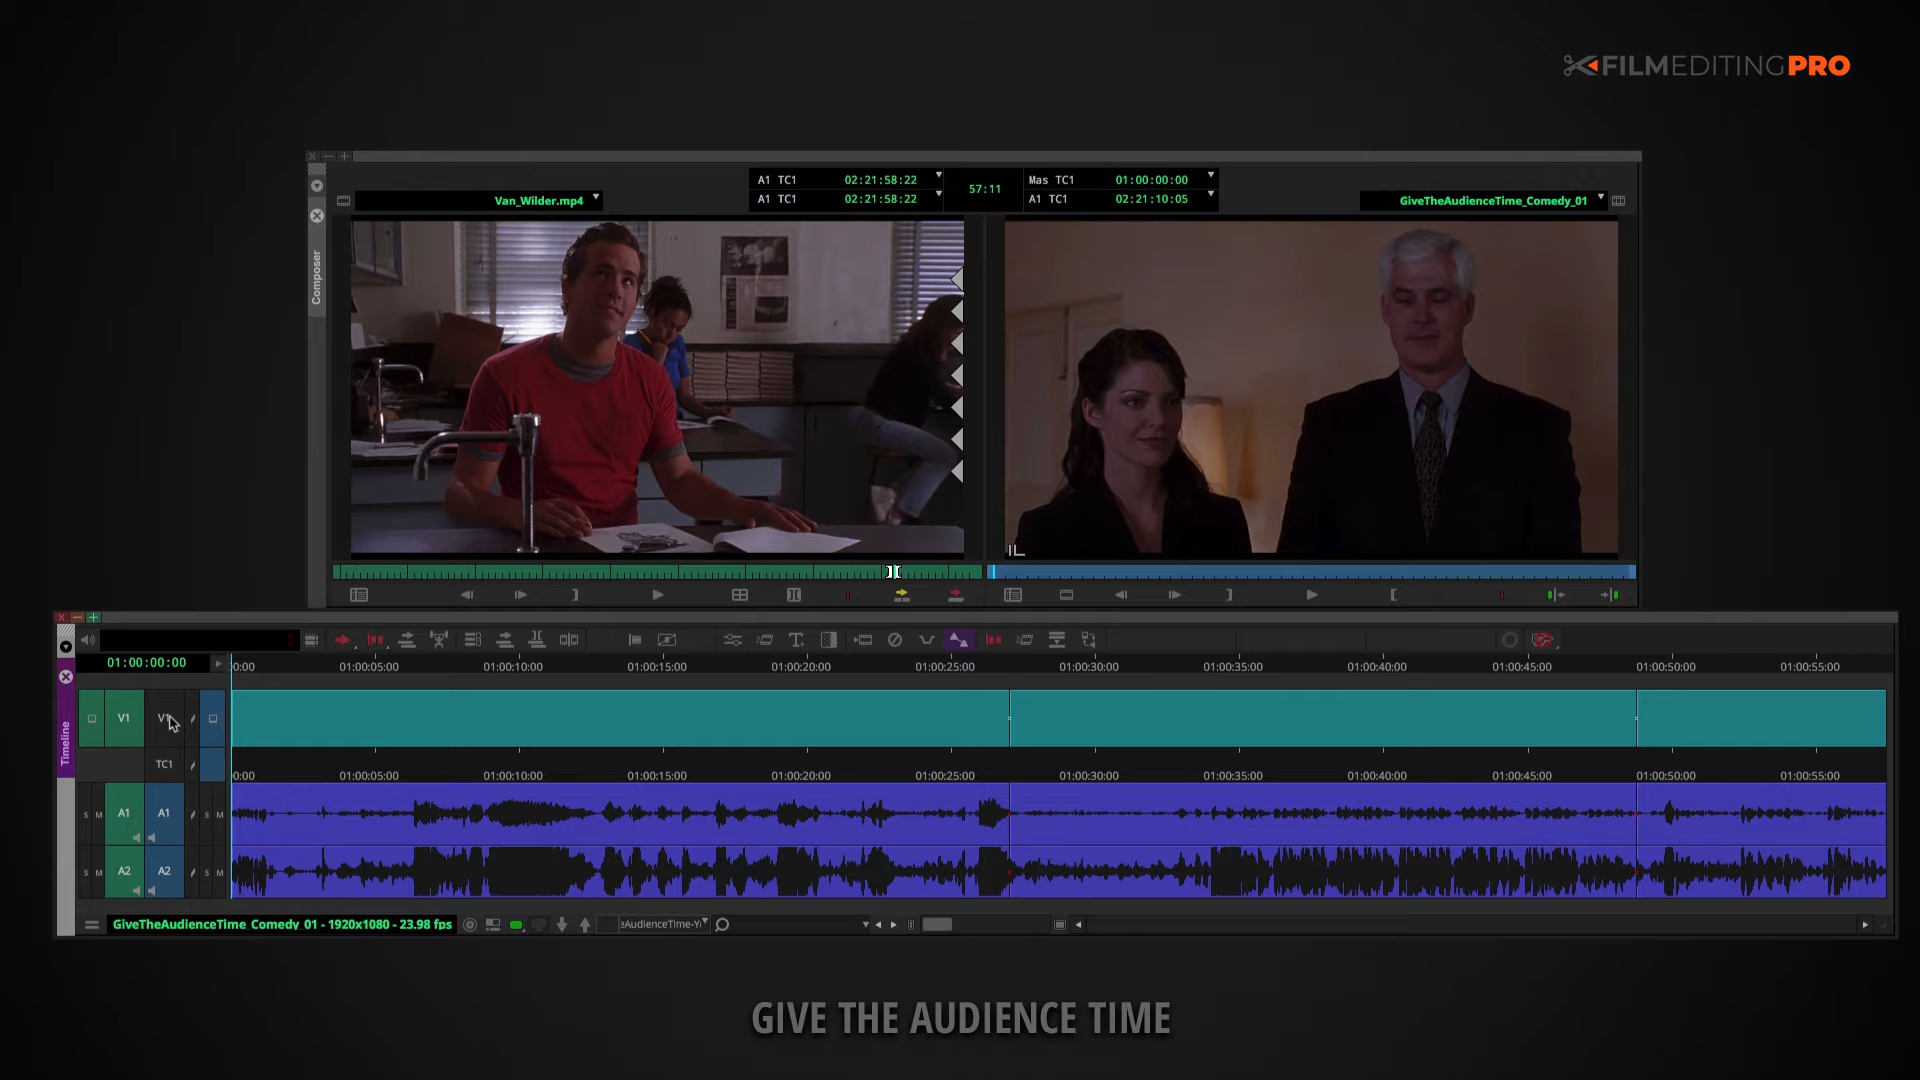 FILMEDITINGPRO
Van_Wilder.mp4
A1 TC1 02:21:58:22
A1 TC1 02:21:58:22
57:11
Mas TC1 01:00:00:00
A1 TC1 02:21:10:05
GiveTheAudienceTime_Comedy_01
Composer
01:00:00:00
00:00 01:00:05:00 01:00:10:00 01:00:15:00 01:00:20:00 01:00:25:00 01:00:30:00 01:00:35:00 01:00:40:00 01:00:45:00 01:00:50:00 01:00:55:00
Timeline
V1 V1
TC1
00:00 01:00:05:00 01:00:10:00 01:00:15:00 01:00:20:00 01:00:25:00 01:00:30:00 01:00:35:00 01:00:40:00 01:00:45:00 01:00:50:00 01:00:55:00
S M A1 A1 S M
S M A2 A2 S M
GiveTheAudienceTime_Comedy_01 - 1920x1080 - 23.98 fps
GIVE THE AUDIENCE TIME